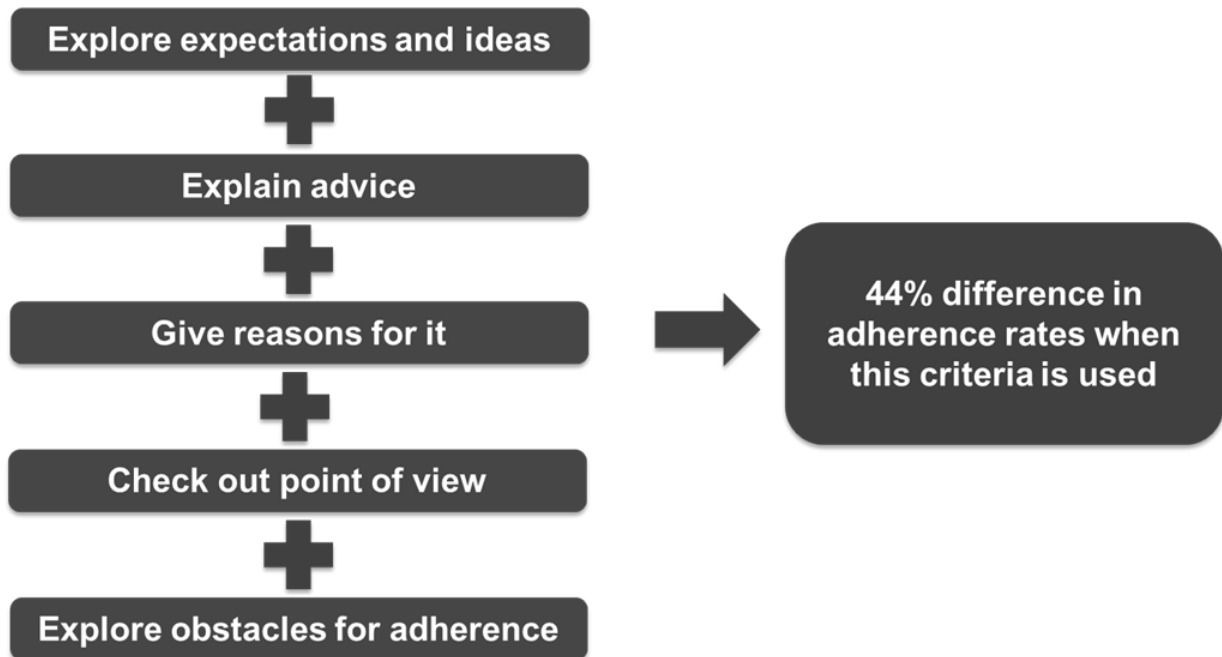 Explore expectations and ideas
Explain advice
Give reasons for it
Check out point of view
Explore obstacles for adherence
44% difference in
adherence rates when
this criteria is used